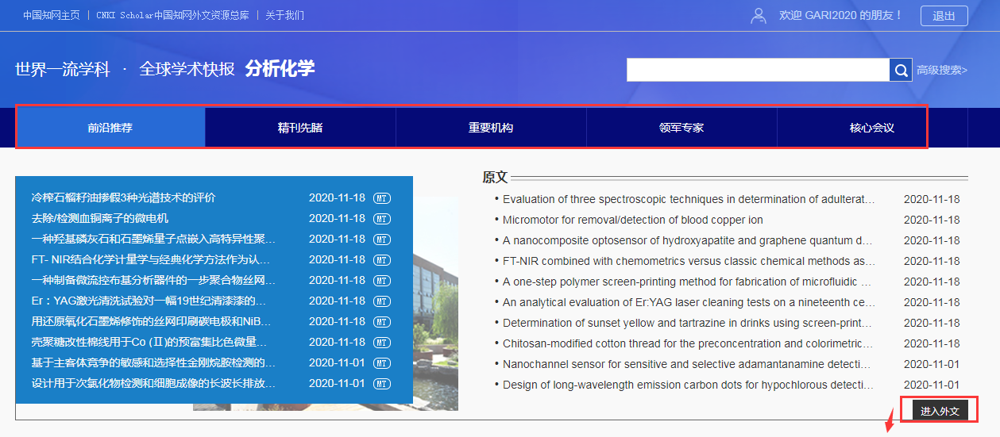 中国知网主页 | CNKI Scholar中国知网外文资源总库 | 关于我们
欢迎 GARI2020 的朋友！ 退出
世界一流学科 · 全球学术快报 分析化学
高级搜索>
前沿推荐 精刊先睹 重要机构 领军专家 核心会议
冷榨石榴籽油掺假3种光谱技术的评价 2020-11-18 MT
去除/检测血铜离子的微电机 2020-11-18 MT
一种羟基磷灰石和石墨烯量子点嵌入高特异性聚... 2020-11-18 MT
FT- NIR结合化学计量学与经典化学方法作为认... 2020-11-18 MT
一种制备微流控布基分析器件的一步聚合物丝网... 2020-11-18 MT
Er：YAG激光清洗试验对一幅19世纪清漆漆的... 2020-11-18 MT
用还原氧化石墨烯修饰的丝网印刷碳电极和NiB... 2020-11-18 MT
壳聚糖改性棉线用于Co (Ⅱ)的预富集比色微量... 2020-11-18 MT
基于主客体竞争的敏感和选择性金刚烷胺检测的... 2020-11-01 MT
设计用于次氯化物检测和细胞成像的长波长排放... 2020-11-01 MT
原文
• Evaluation of three spectroscopic techniques in determination of adulterat... 2020-11-18
• Micromotor for removal/detection of blood copper ion 2020-11-18
• A nanocomposite optosensor of hydroxyapatite and graphene quantum d... 2020-11-18
• FT-NIR combined with chemometrics versus classic chemical methods as... 2020-11-18
• A one-step polymer screen-printing method for fabrication of microfluidic ... 2020-11-18
• An analytical evaluation of Er:YAG laser cleaning tests on a nineteenth ce... 2020-11-18
• Determination of sunset yellow and tartrazine in drinks using screen-print... 2020-11-18
• Chitosan-modified cotton thread for the preconcentration and colorimetric... 2020-11-18
• Nanochannel sensor for sensitive and selective adamantanamine detecti... 2020-11-01
• Design of long-wavelength emission carbon dots for hypochlorous detecti... 2020-11-01
进入外文